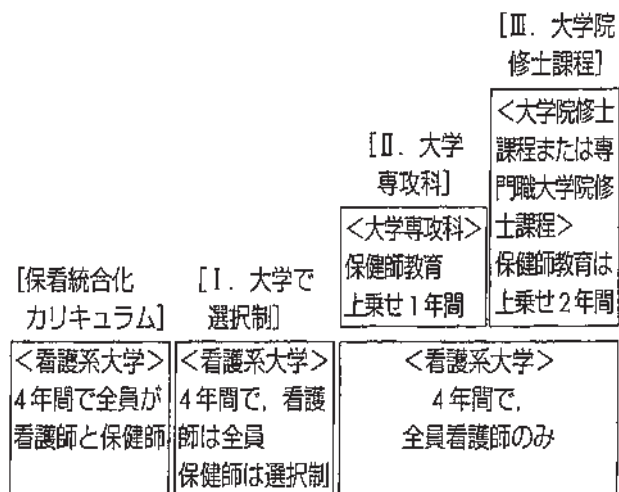 [Ⅲ. 大学院
修士課程]
<大学院修士
課程または専
門職大学院修
士課程>
保健師教育は
上乗せ2年間
[Ⅱ. 大学
専攻科]
<大学専攻科>
保健師教育
上乗せ1年間
[保看統合化
カリキュラム]
[Ⅰ. 大学で
選択制]
<看護系大学>
4年間で全員が
看護師と保健師
<看護系大学>
4年間で, 看護
師は全員
保健師は選択制
<看護系大学>
4年間で,
全員看護師のみ